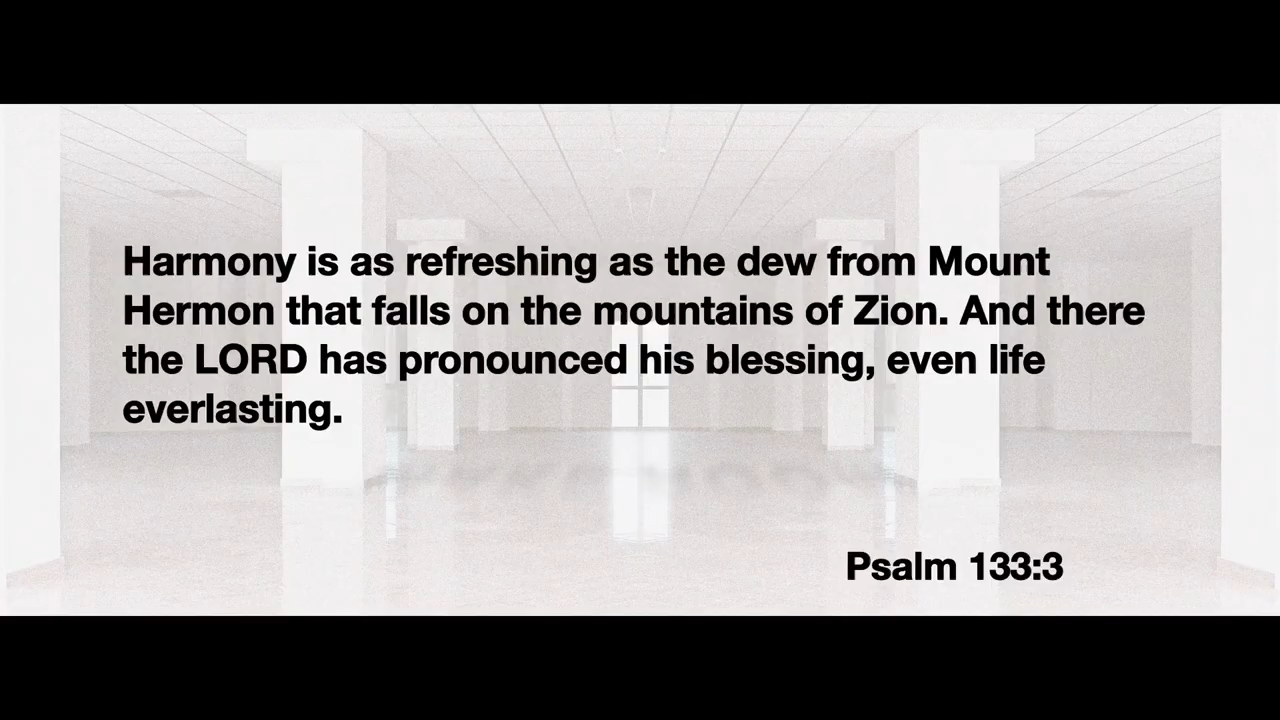 Harmony is as refreshing as the dew from Mount
Hermon that falls on the mountains of Zion. And there
the LORD has pronounced his blessing, even life
everlasting.
Psalm 133:3